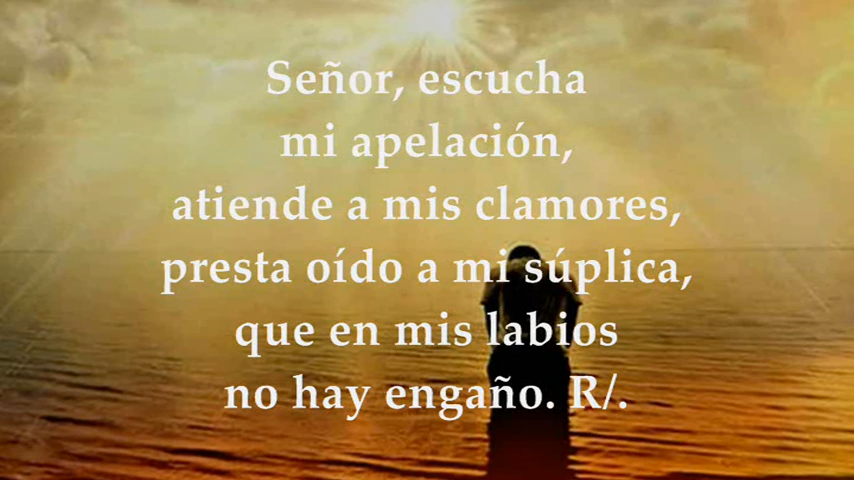 Señor, escucha
mi apelación,
atiende a mis clamores,
presta oído a mi súplica,
que en mis labios
no hay engaño. R/.